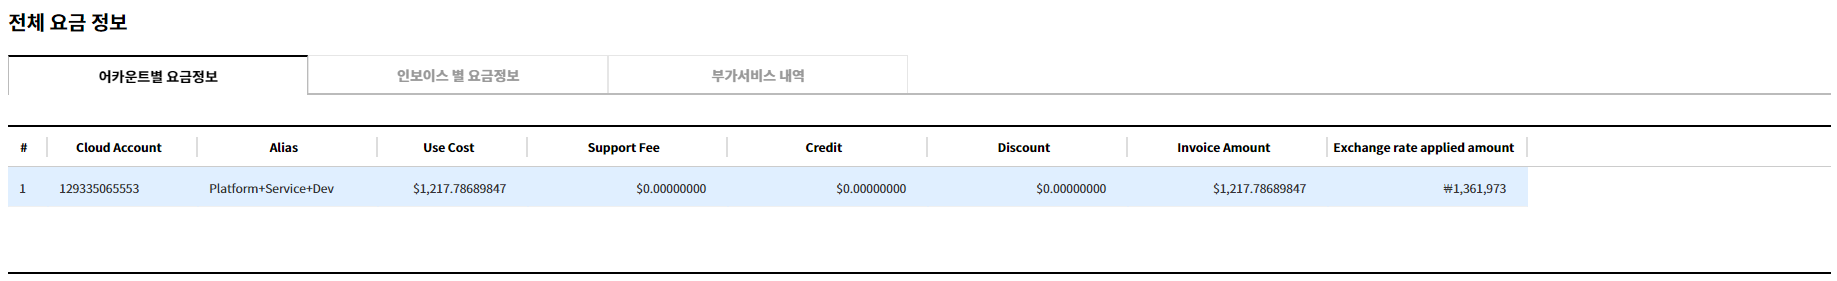 전체 요금 정보
어카운트별 요금정보 인보이스 별 요금정보 부가서비스 내역
# Cloud Account Alias Use Cost Support Fee Credit Discount Invoice Amount Exchange rate applied amount
1 129335065553 Platform+Service+Dev $1,217.78689847 $0.00000000 $0.00000000 $0.00000000 $1,217.78689847 ₩1,361,973